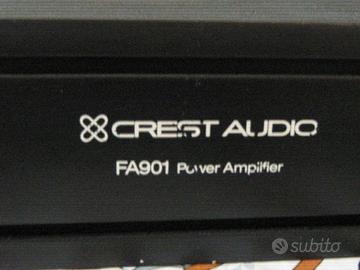 CREST AUDIO
FA901 Power Amplifier
subito